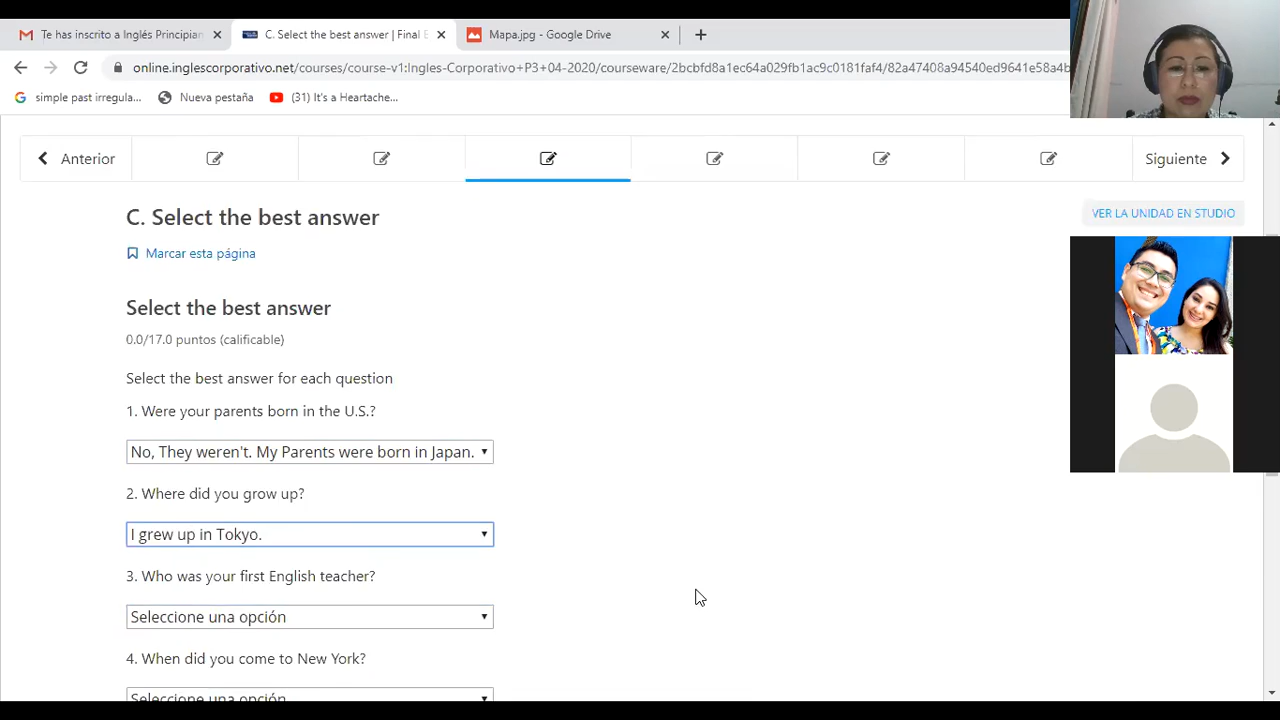 Te has inscrito a Inglés Principian
C. Select the best answer | Final E
Mapa.jpg - Google Drive
online.inglescorporativo.net/courses/course-v1:Ingles-Corporativo+P3+04-2020/courseware/2bcbfd8a1ec64a029fb1ac9c0181faf4/82a47408a94540ed9641e58a4b
simple past irregula...
Nueva pestaña
(31) It's a Heartache...
Anterior
Siguiente
C. Select the best answer
VER LA UNIDAD EN STUDIO
Marcar esta página
Select the best answer
0.0/17.0 puntos (calificable)
Select the best answer for each question
1. Were your parents born in the U.S.?
No, They weren't. My Parents were born in Japan.
2. Where did you grow up?
I grew up in Tokyo.
3. Who was your first English teacher?
Seleccione una opción
4. When did you come to New York?
Seleccione una opción